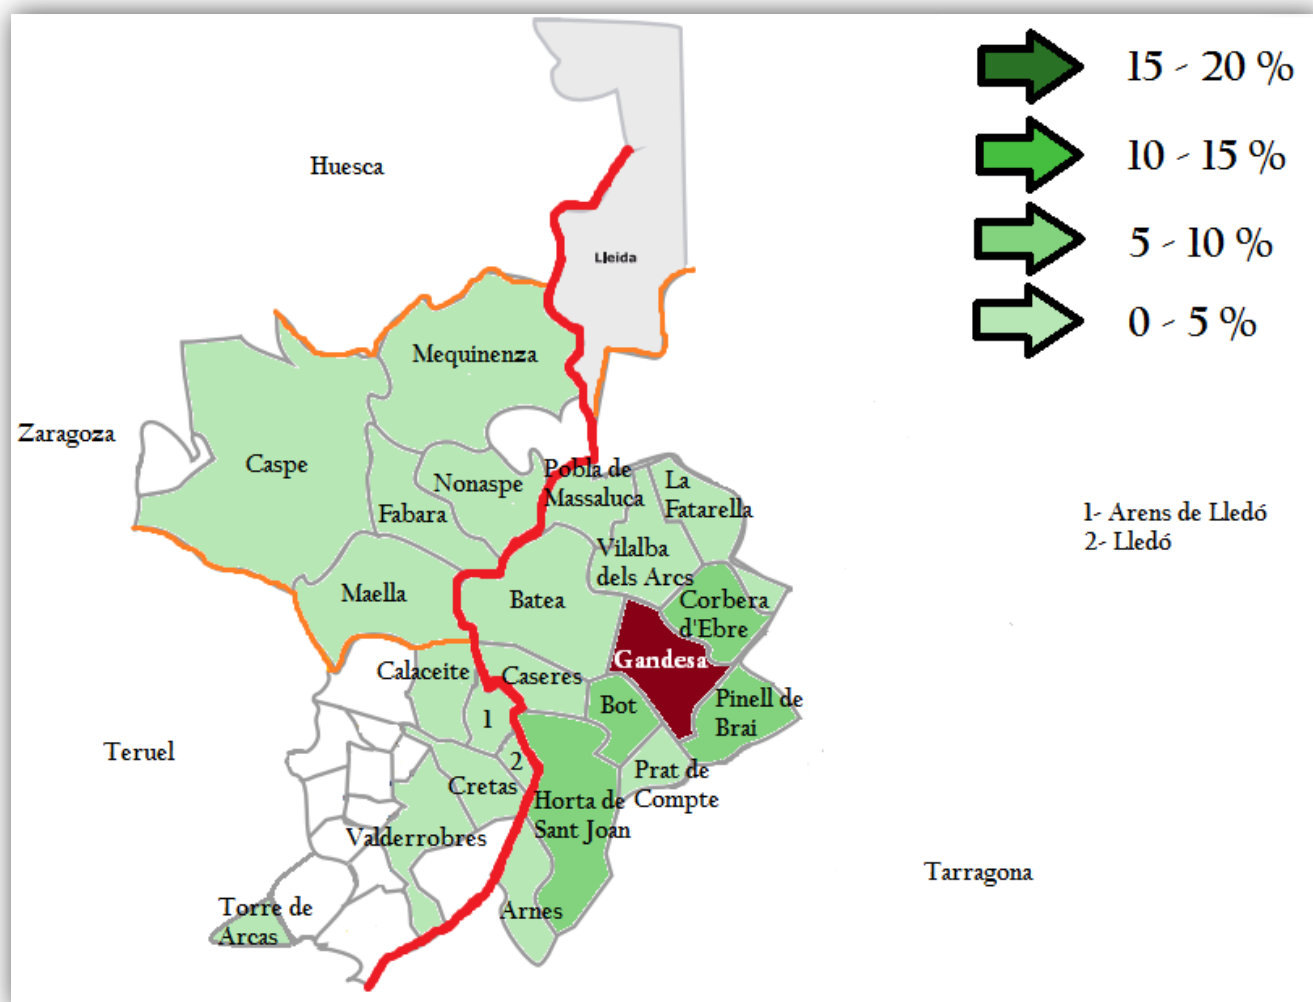 15 - 20 %
10 - 15 %
5 - 10 %
0 - 5 %
Huesca
Lleida
Mequinenza
Zaragoza
Caspe
Nonaspe
Fabara
Pobla de
Massaluca
La
Fatarella
1- Arens de Lledó
2- Lledó
Vilalba
dels Arcs
Maella
Batea
Corbera
d'Ebre
Gandesa
Calaceite
Caseres
Bot
Pinell de
Brai
1
2
Teruel
Cretas
Prat de
Compte
Horta de
Sant Joan
Valderrobres
Tarragona
Torre de
Arcas
Arnes